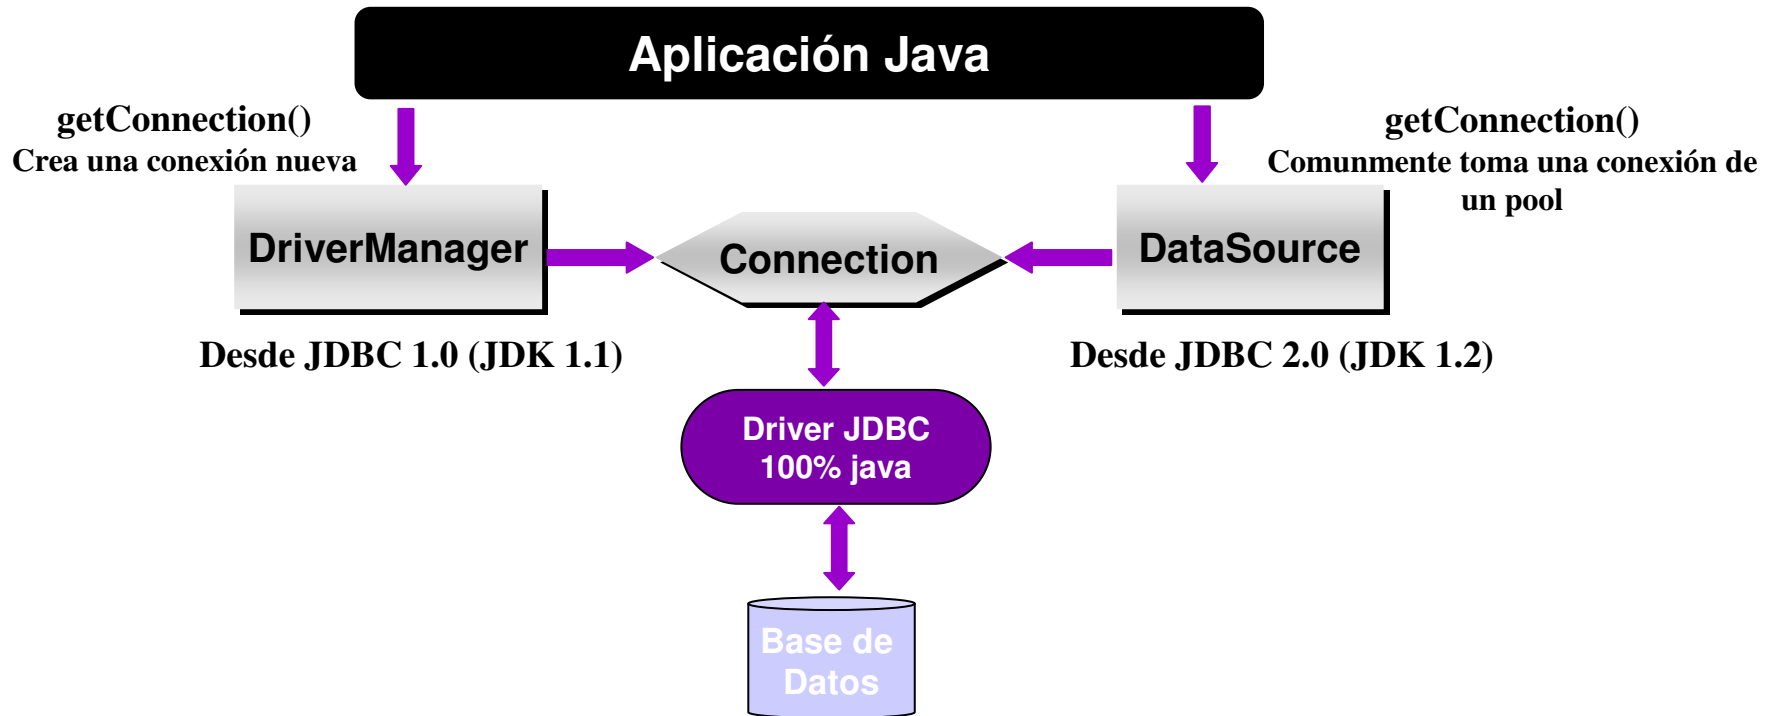 Aplicación Java
getConnection()
Crea una conexión nueva
getConnection()
Comunmente toma una conexión de
un pool
DriverManager
Connection
DataSource
Desde JDBC 1.0 (JDK 1.1)
Desde JDBC 2.0 (JDK 1.2)
Driver JDBC
100% java
Base de
Datos